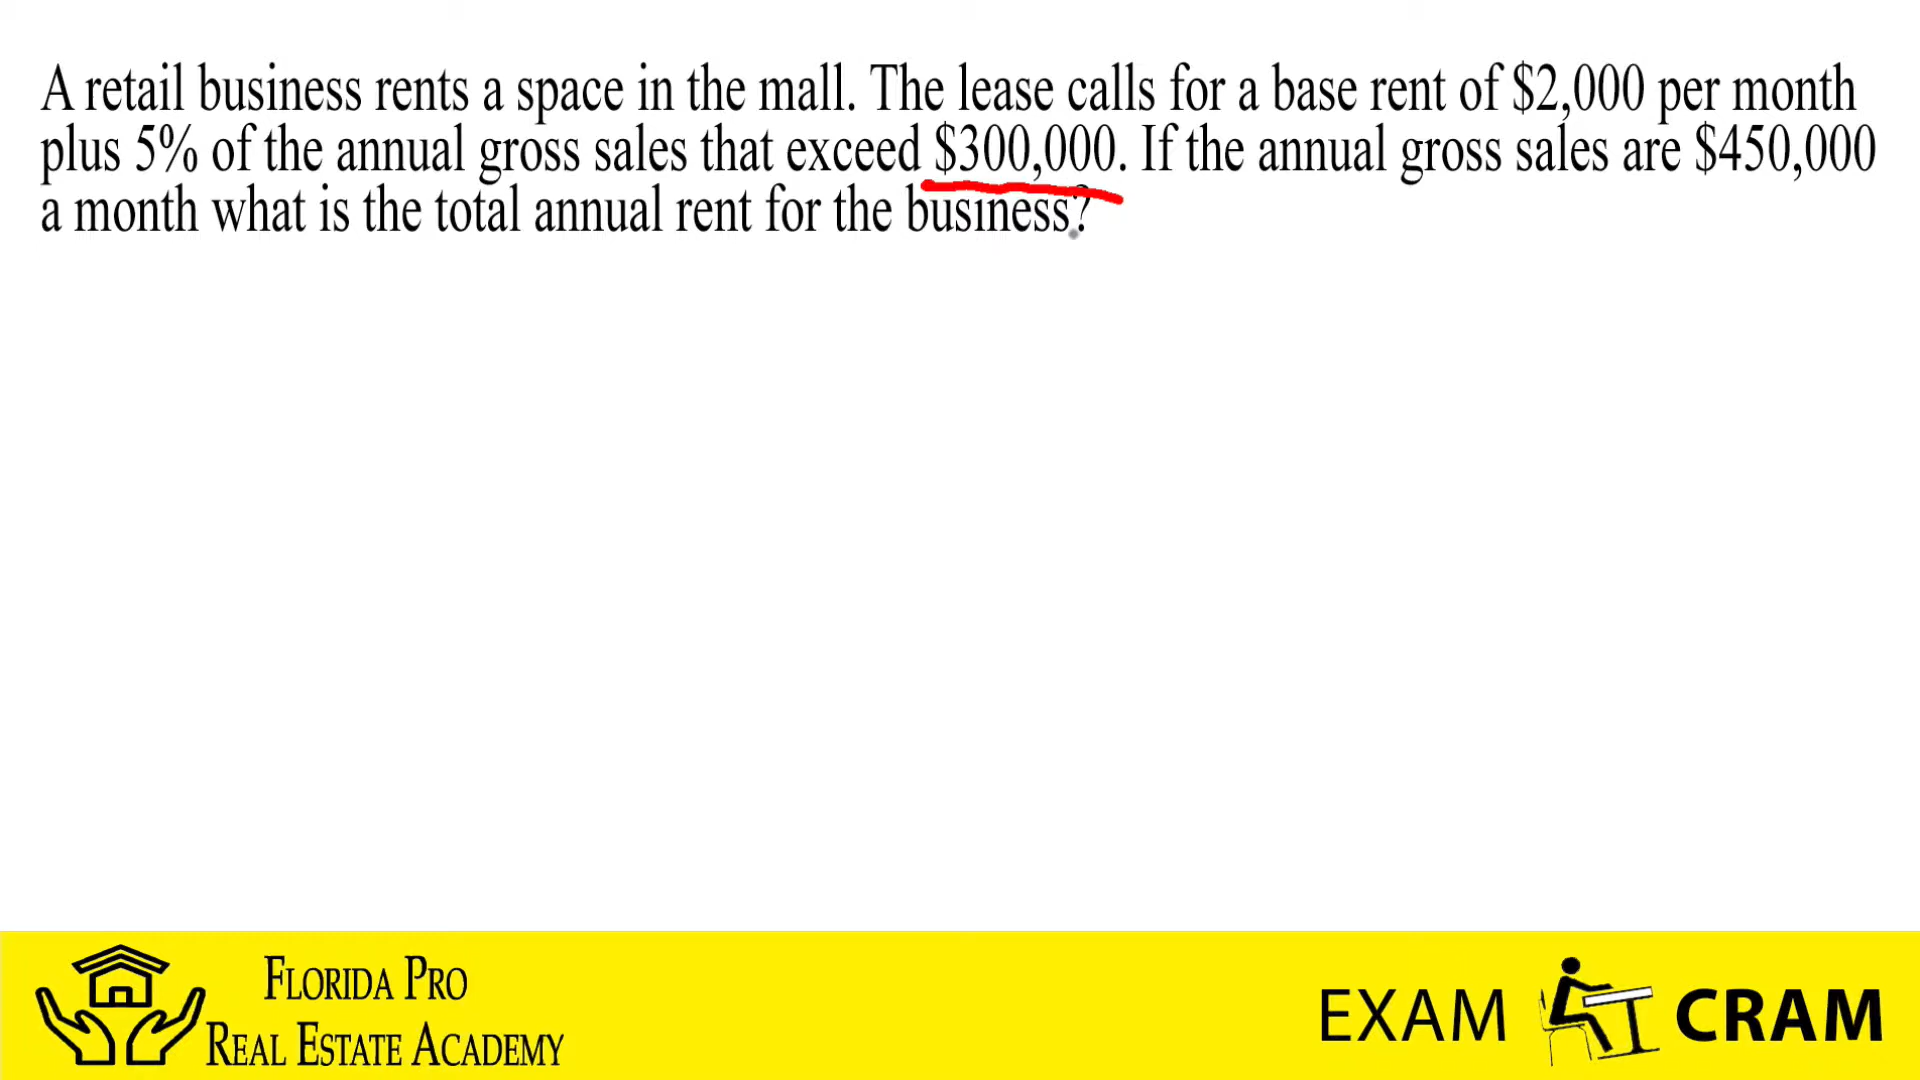 A retail business rents a space in the mall. The lease calls for a base rent of $2,000 per month
plus 5% of the annual gross sales that exceed $300,000. If the annual gross sales are $450,000
a month what is the total annual rent for the business?
FLORIDA PRO
REAL ESTATE ACADEMY
EXAM CRAM